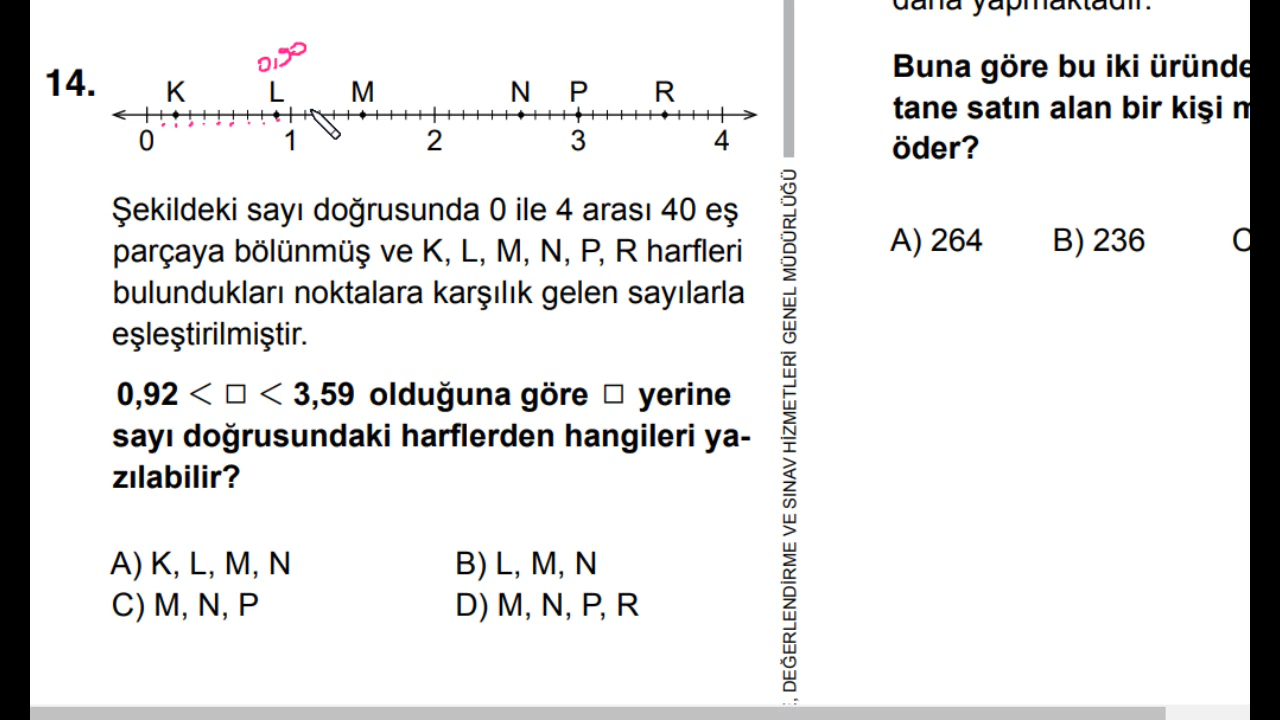 14.
K L M N P R
0 1 2 3 4
Şekildeki sayı doğrusunda 0 ile 4 arası 40 eş
parçaya bölünmüş ve K, L, M, N, P, R harfleri
bulundukları noktalara karşılık gelen sayılarla
eşleştirilmiştir.
0,92 < □ < 3,59 olduğuna göre □ yerine
sayı doğrusundaki harflerden hangileri ya-
zılabilir?
A) K, L, M, N B) L, M, N
C) M, N, P D) M, N, P, R
, DEĞERLENDİRME VE SINAV HİZMETLERİ GENEL MÜDÜRLÜĞÜ
daha yapmaktadır.
Buna göre bu iki üründe
tane satın alan bir kişi
öder?
A) 264 B) 236